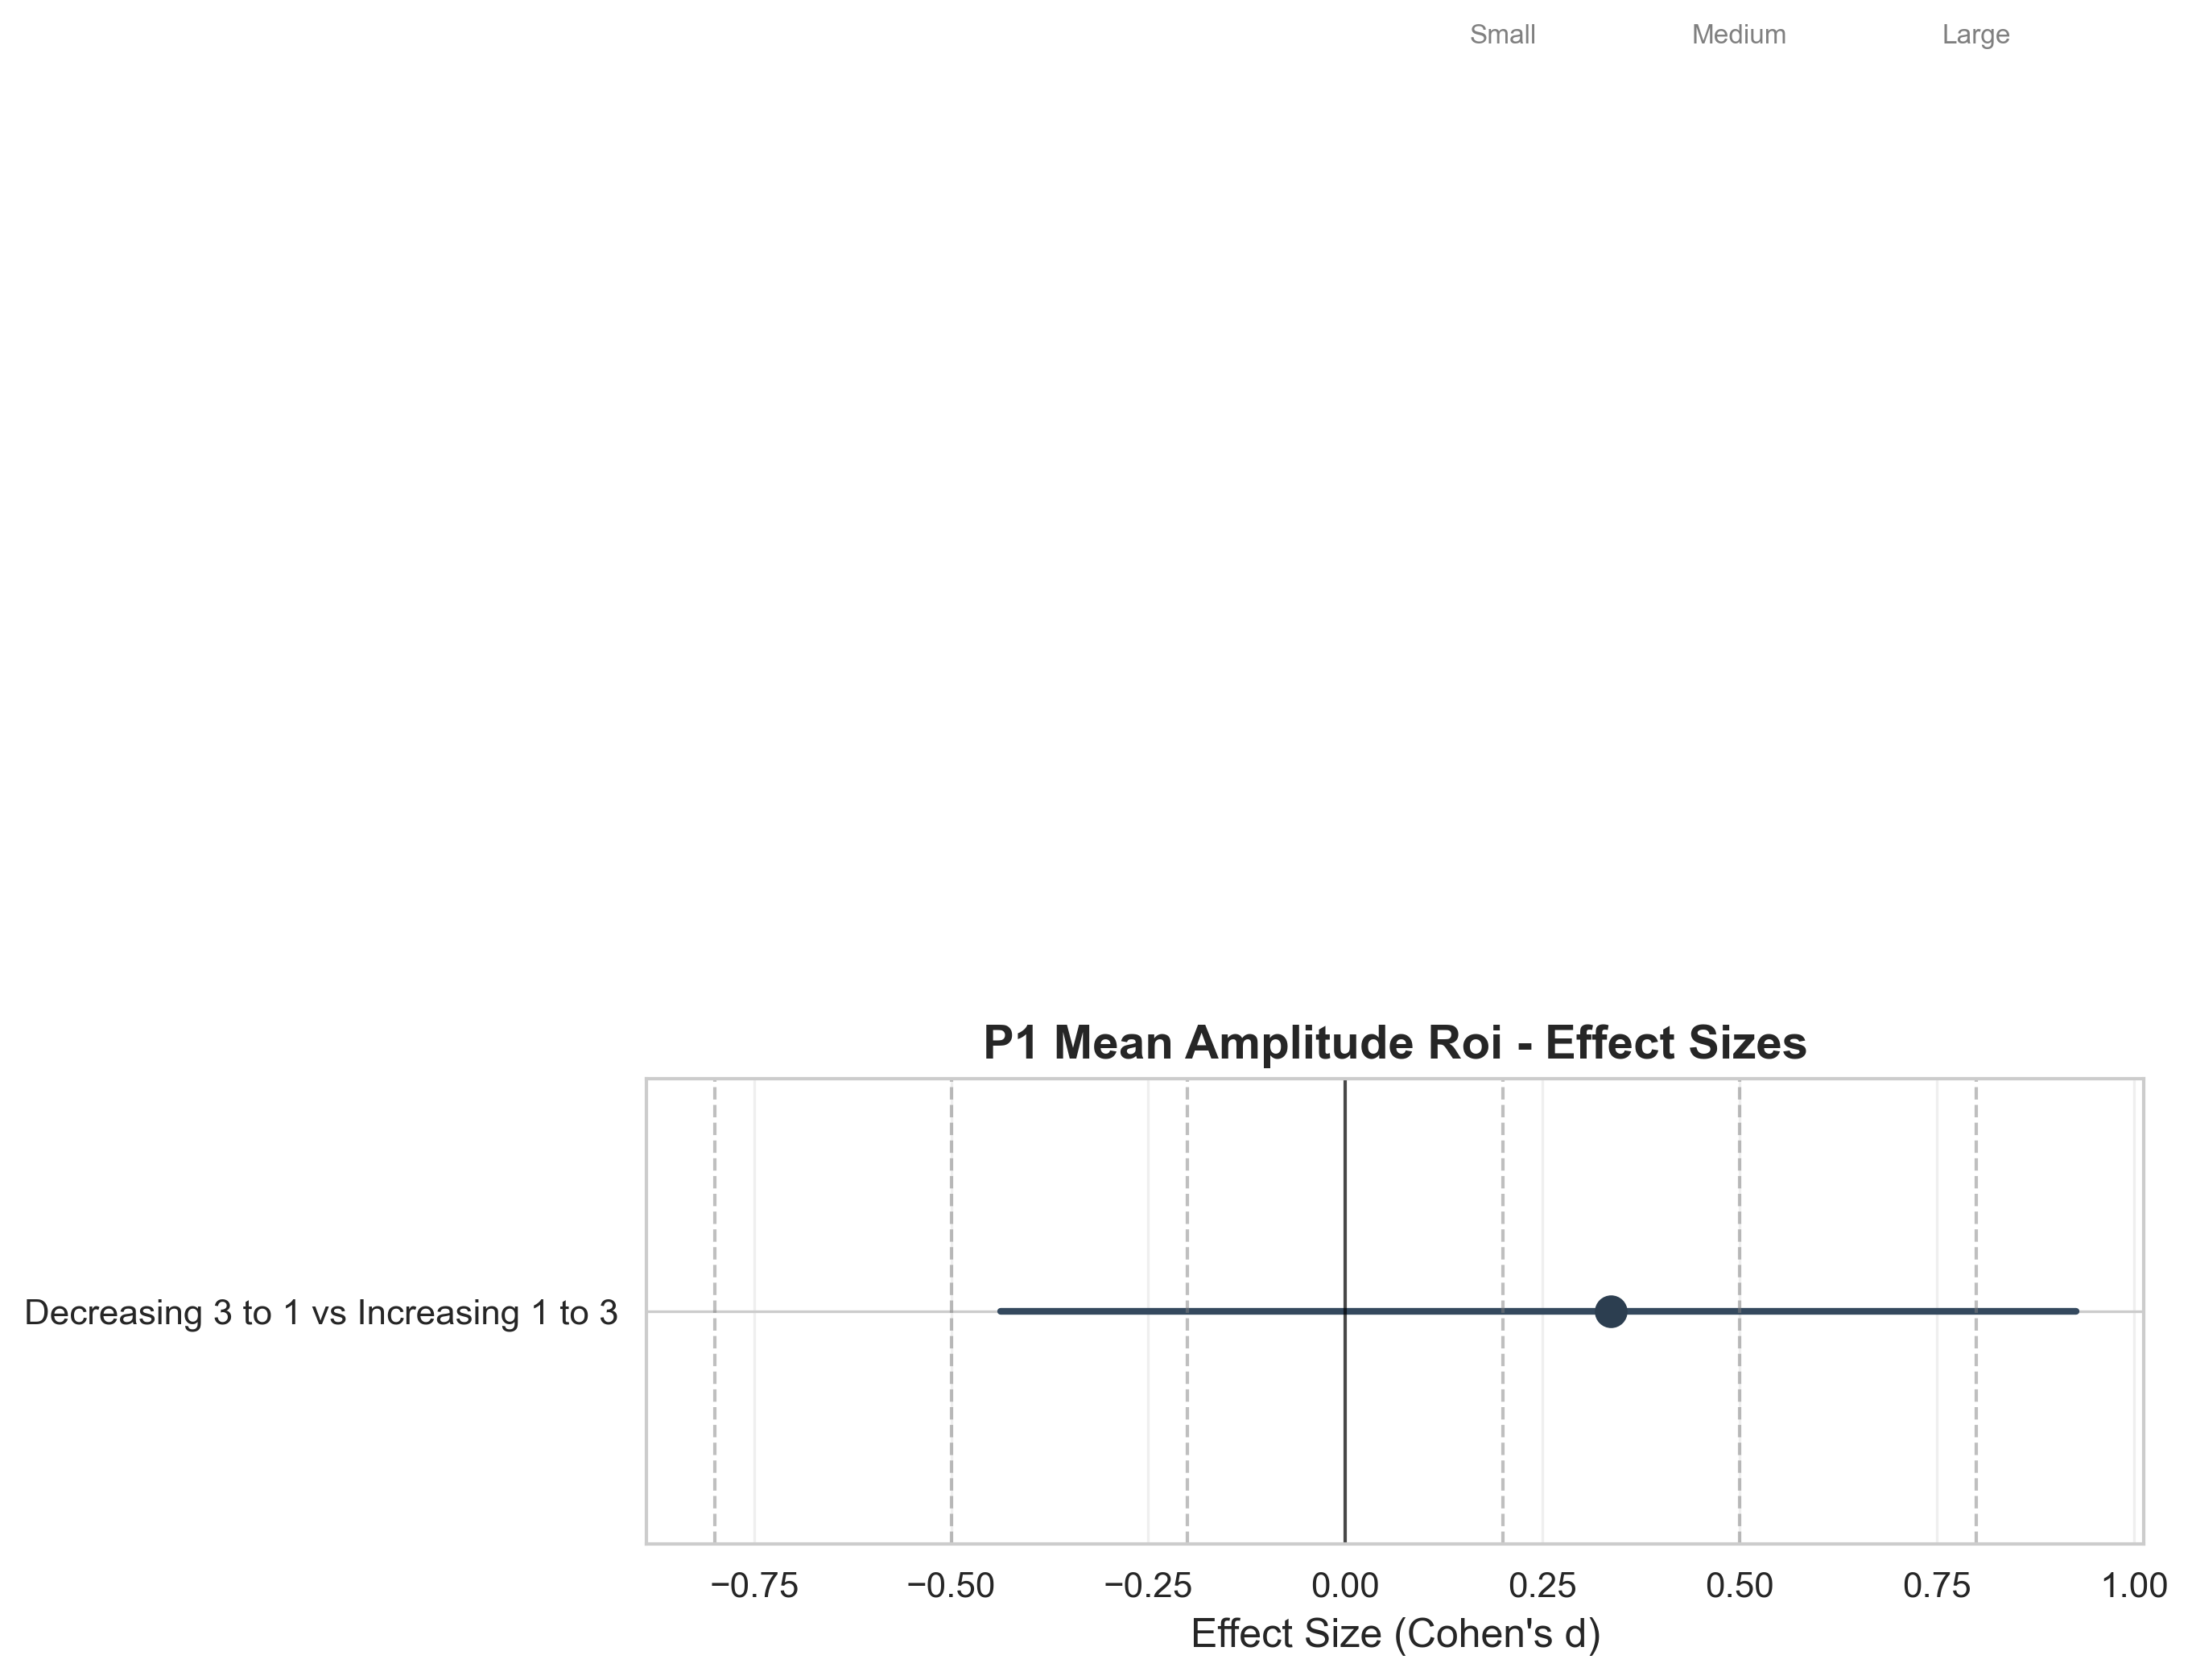 Small Medium Large
P1 Mean Amplitude Roi - Effect Sizes
Decreasing 3 to 1 vs Increasing 1 to 3
−0.75 −0.50 −0.25 0.00 0.25 0.50 0.75 1.00
Effect Size (Cohen's d)